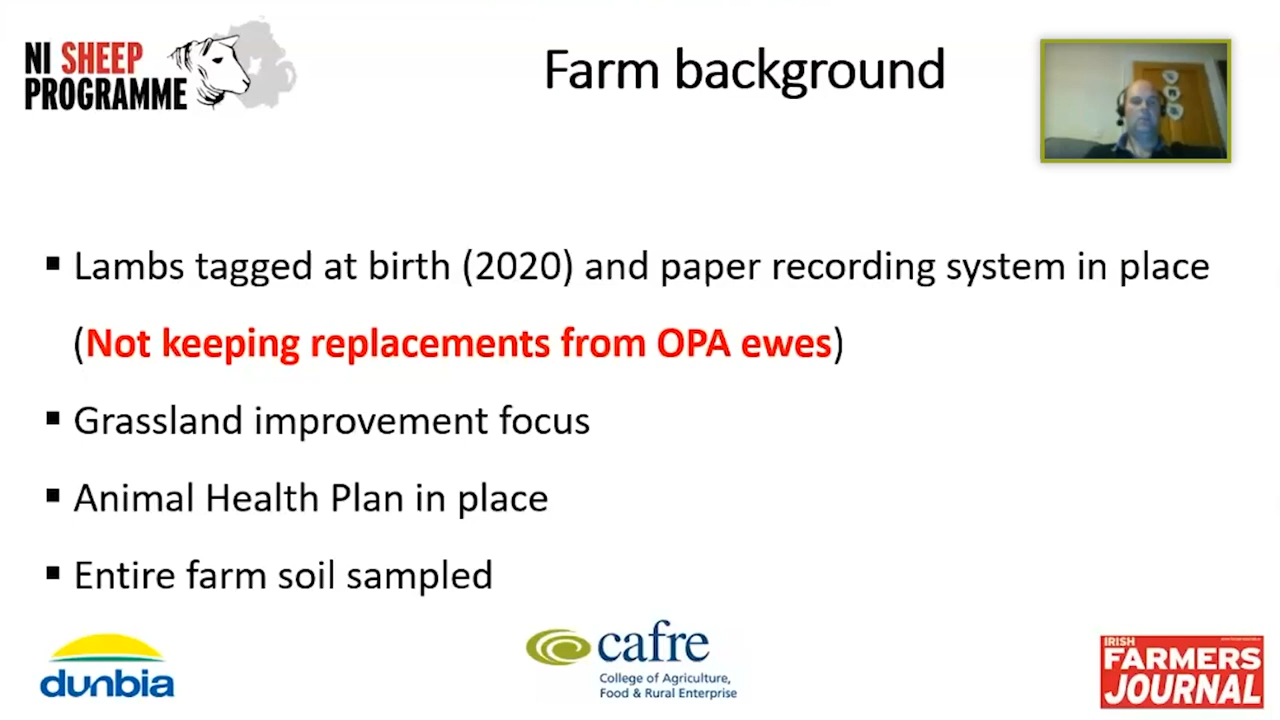 NI SHEEP
PROGRAMME
Farm background
▪ Lambs tagged at birth (2020) and paper recording system in place
(Not keeping replacements from OPA ewes)
▪ Grassland improvement focus
▪ Animal Health Plan in place
▪ Entire farm soil sampled
dunbia
cafre
College of Agriculture,
Food & Rural Enterprise
IRISH
FARMERS
JOURNAL